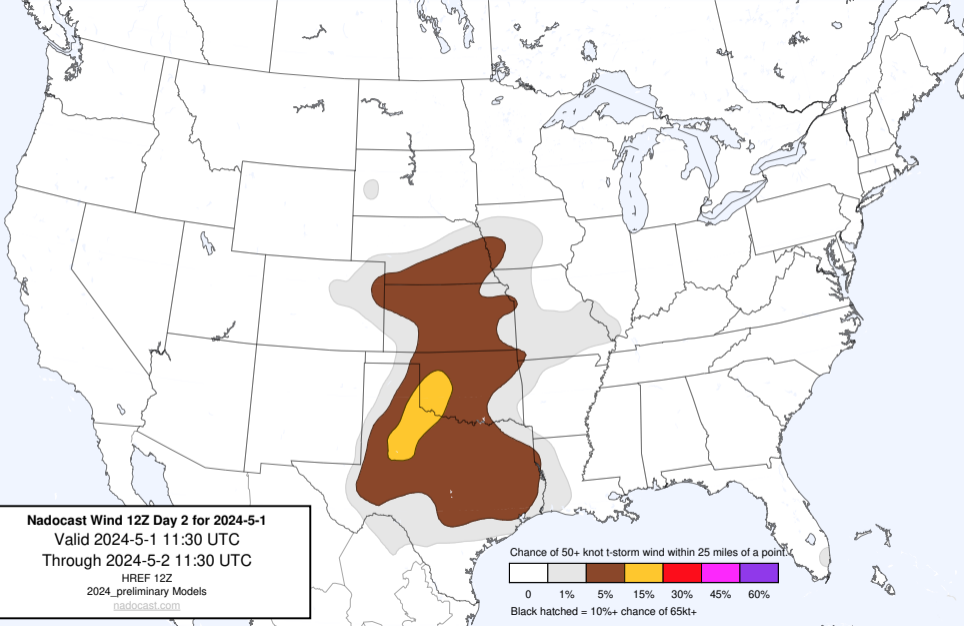 Nadocast Wind 12Z Day 2 for 2024-5-1
Valid 2024-5-1 11:30 UTC
Through 2024-5-2 11:30 UTC
HREF 12Z
2024_preliminary Models
nadocast.com
Chance of 50+ knot t-storm wind within 25 miles of a point.
0 1% 5% 15% 30% 45% 60%
Black hatched = 10%+ chance of 65kt+